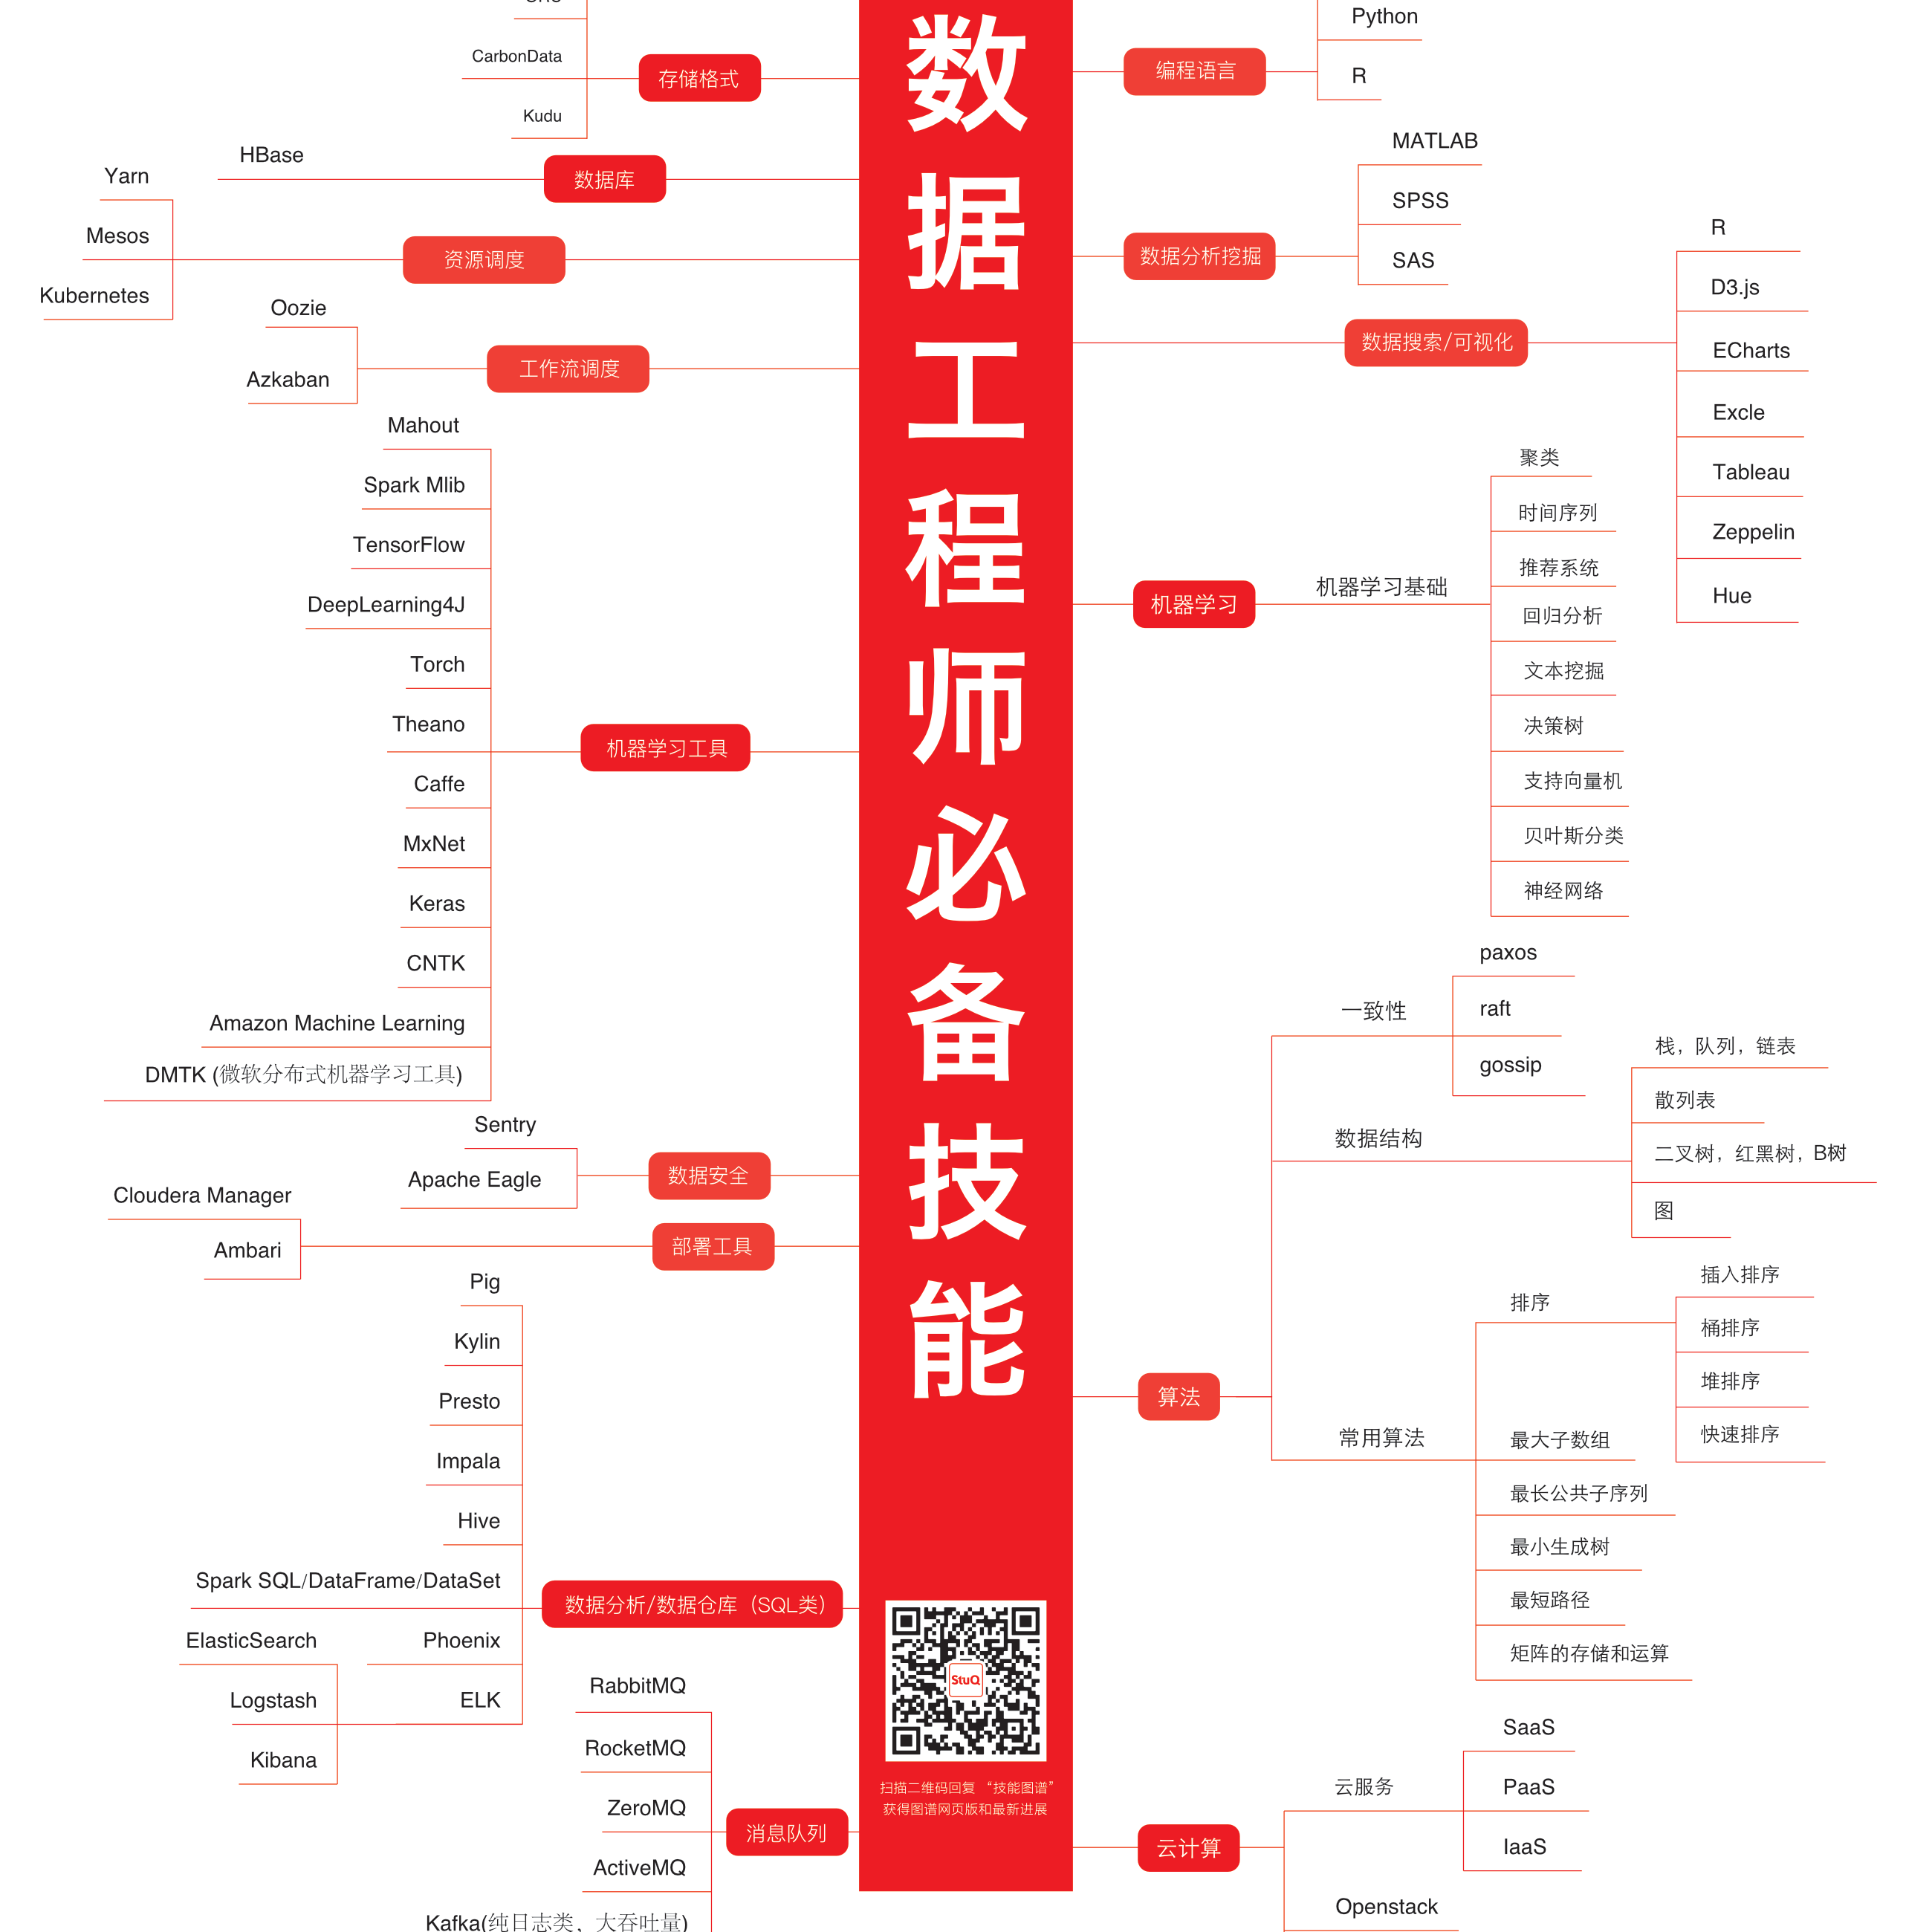 数据工程师必备技能
StuQ
扫描二维码回复 “技能图谱”
获得图谱网页版和最新进展
CarbonData
Kudu
存储格式
HBase
数据库
Yarn
Mesos
Kubernetes
资源调度
Oozie
Azkaban
工作流调度
Mahout
Spark Mlib
TensorFlow
DeepLearning4J
Torch
Theano
Caffe
MxNet
Keras
CNTK
Amazon Machine Learning
DMTK (微软分布式机器学习工具)
机器学习工具
Sentry
Apache Eagle
数据安全
Cloudera Manager
Ambari
部署工具
Pig
Kylin
Presto
Impala
Hive
Spark SQL/DataFrame/DataSet
Phoenix
ELK
ElasticSearch
Logstash
Kibana
数据分析/数据仓库（SQL类）
RabbitMQ
RocketMQ
ZeroMQ
ActiveMQ
Kafka(纯日志类，大吞吐量)
消息队列
编程语言
Python
R
数据分析挖掘
MATLAB
SPSS
SAS
数据搜索/可视化
R
D3.js
ECharts
Excle
Tableau
Zeppelin
Hue
机器学习
机器学习基础
聚类
时间序列
推荐系统
回归分析
文本挖掘
决策树
支持向量机
贝叶斯分类
神经网络
算法
一致性
paxos
raft
gossip
数据结构
栈，队列，链表
散列表
二叉树，红黑树，B树
图
常用算法
排序
插入排序
桶排序
堆排序
快速排序
最大子数组
最长公共子序列
最小生成树
最短路径
矩阵的存储和运算
云计算
云服务
SaaS
PaaS
IaaS
Openstack